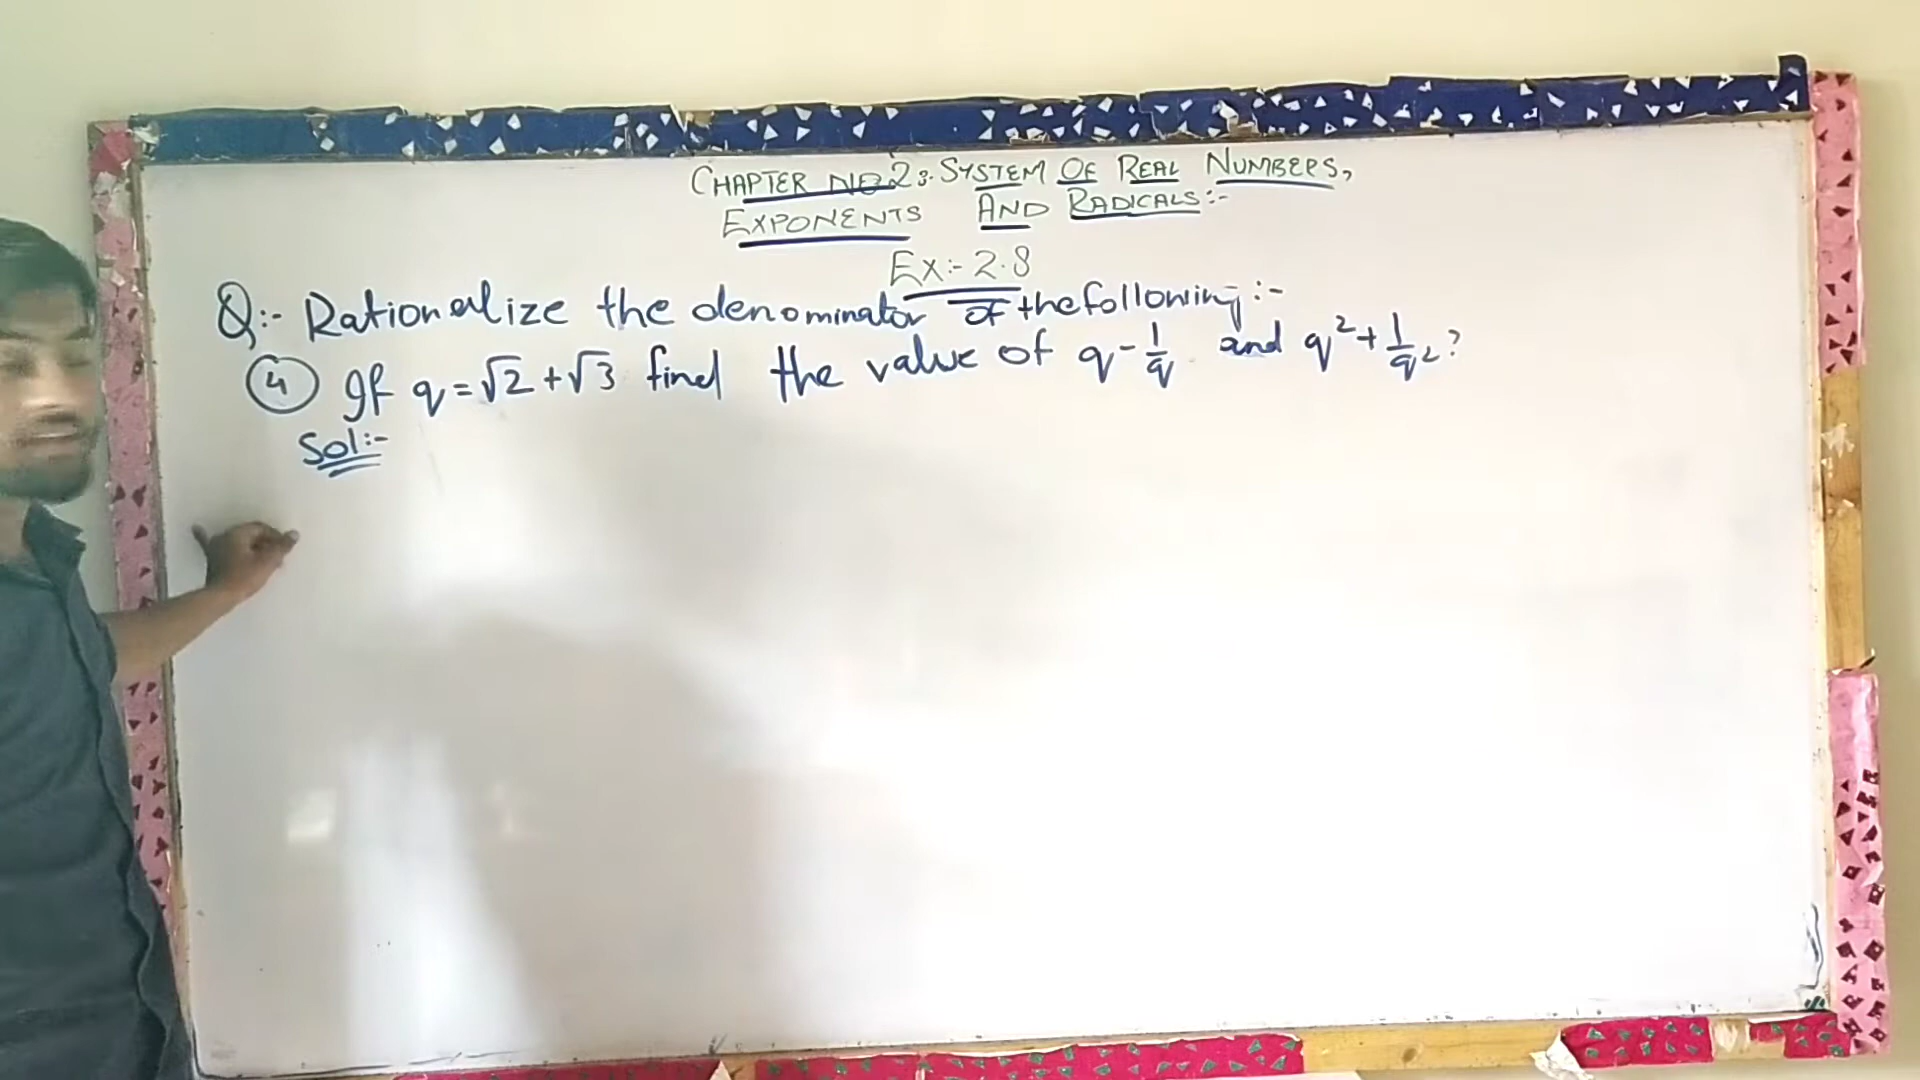 CHAPTER NO 2:- SYSTEM OF REAL NUMBERS,
EXPONENTS AND RADICALS:-
Ex:- 2.8
Q:- Rationalize the denominator of the following:-
4 If q = √2 + √3 find the value of q - 1/q and q² + 1/q² ?
Sol:-